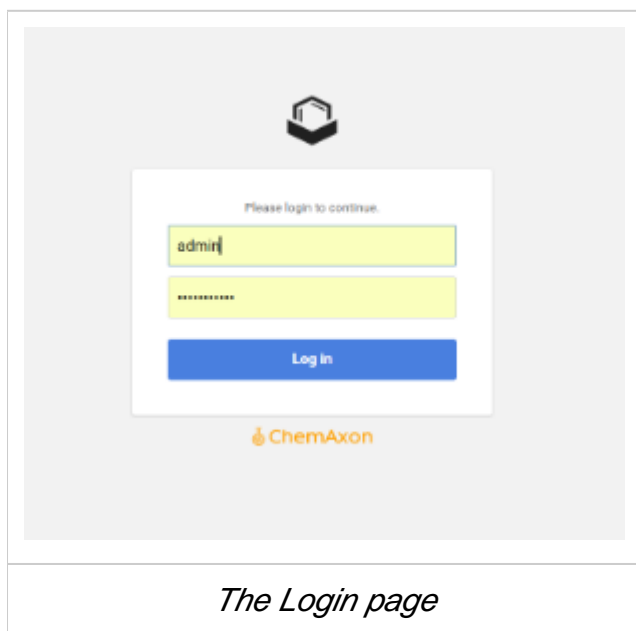 Please login to continue.
admin
•••••••••••
Log in
ChemAxon
The Login page